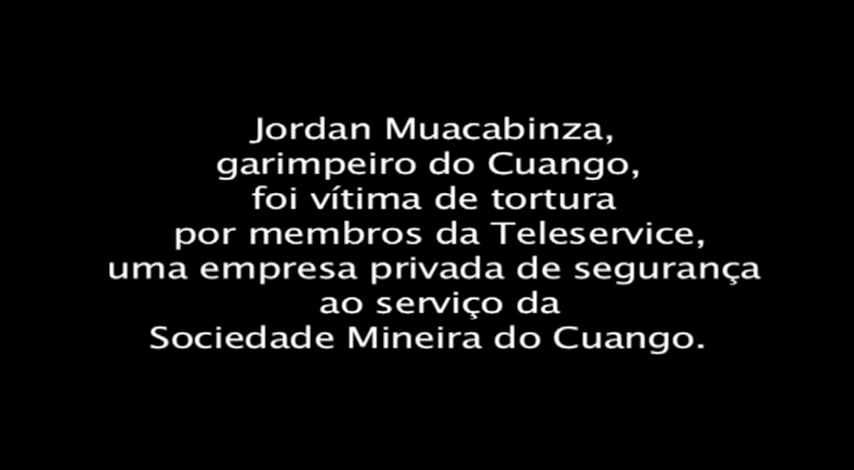 Jordan Muacabinza,
garimpeiro do Cuango,
foi vítima de tortura
por membros da Teleservice,
uma empresa privada de segurança
ao serviço da
Sociedade Mineira do Cuango.